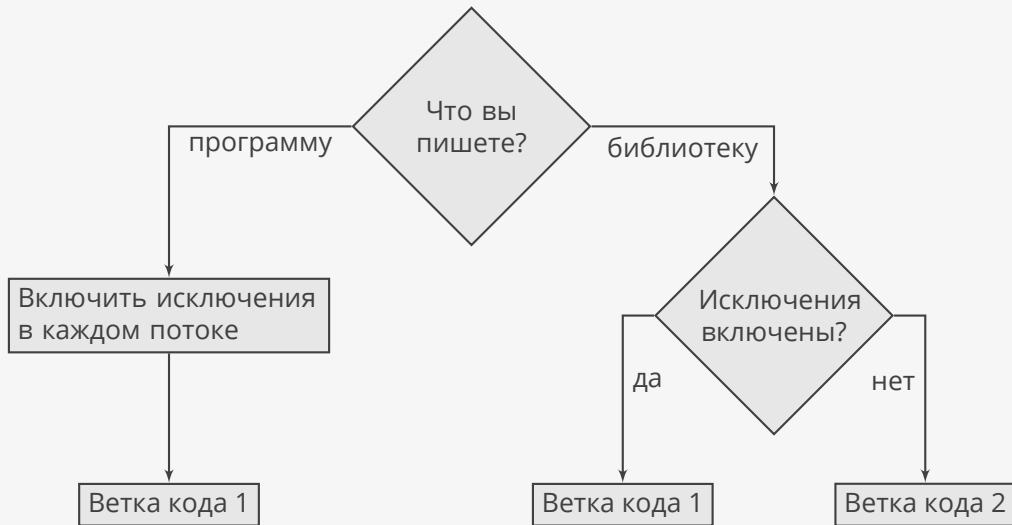 Что вы
пишете?
программу
библиотеку
Включить исключения
в каждом потоке
Исключения
включены?
да
нет
Ветка кода 1
Ветка кода 1
Ветка кода 2